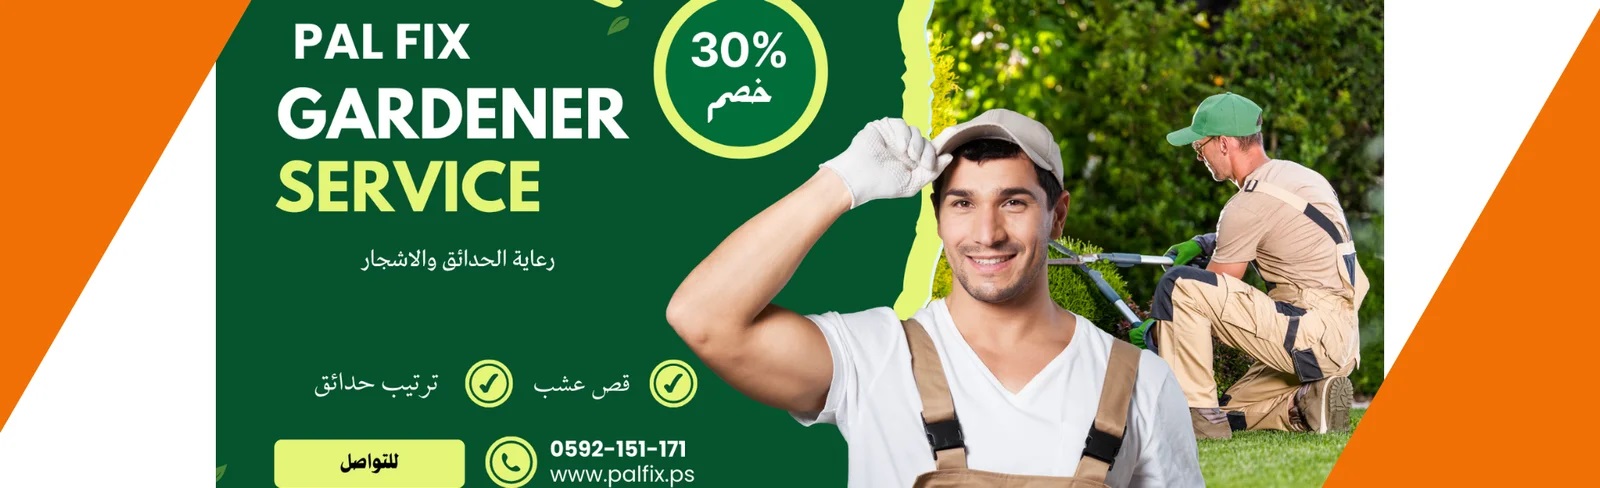 PAL FIX
GARDENER
SERVICE
30%
خصم
رعاية الحدائق والاشجار
قص عشب
ترتيب حدائق
للتواصل
0592-151-171
www.palfix.ps